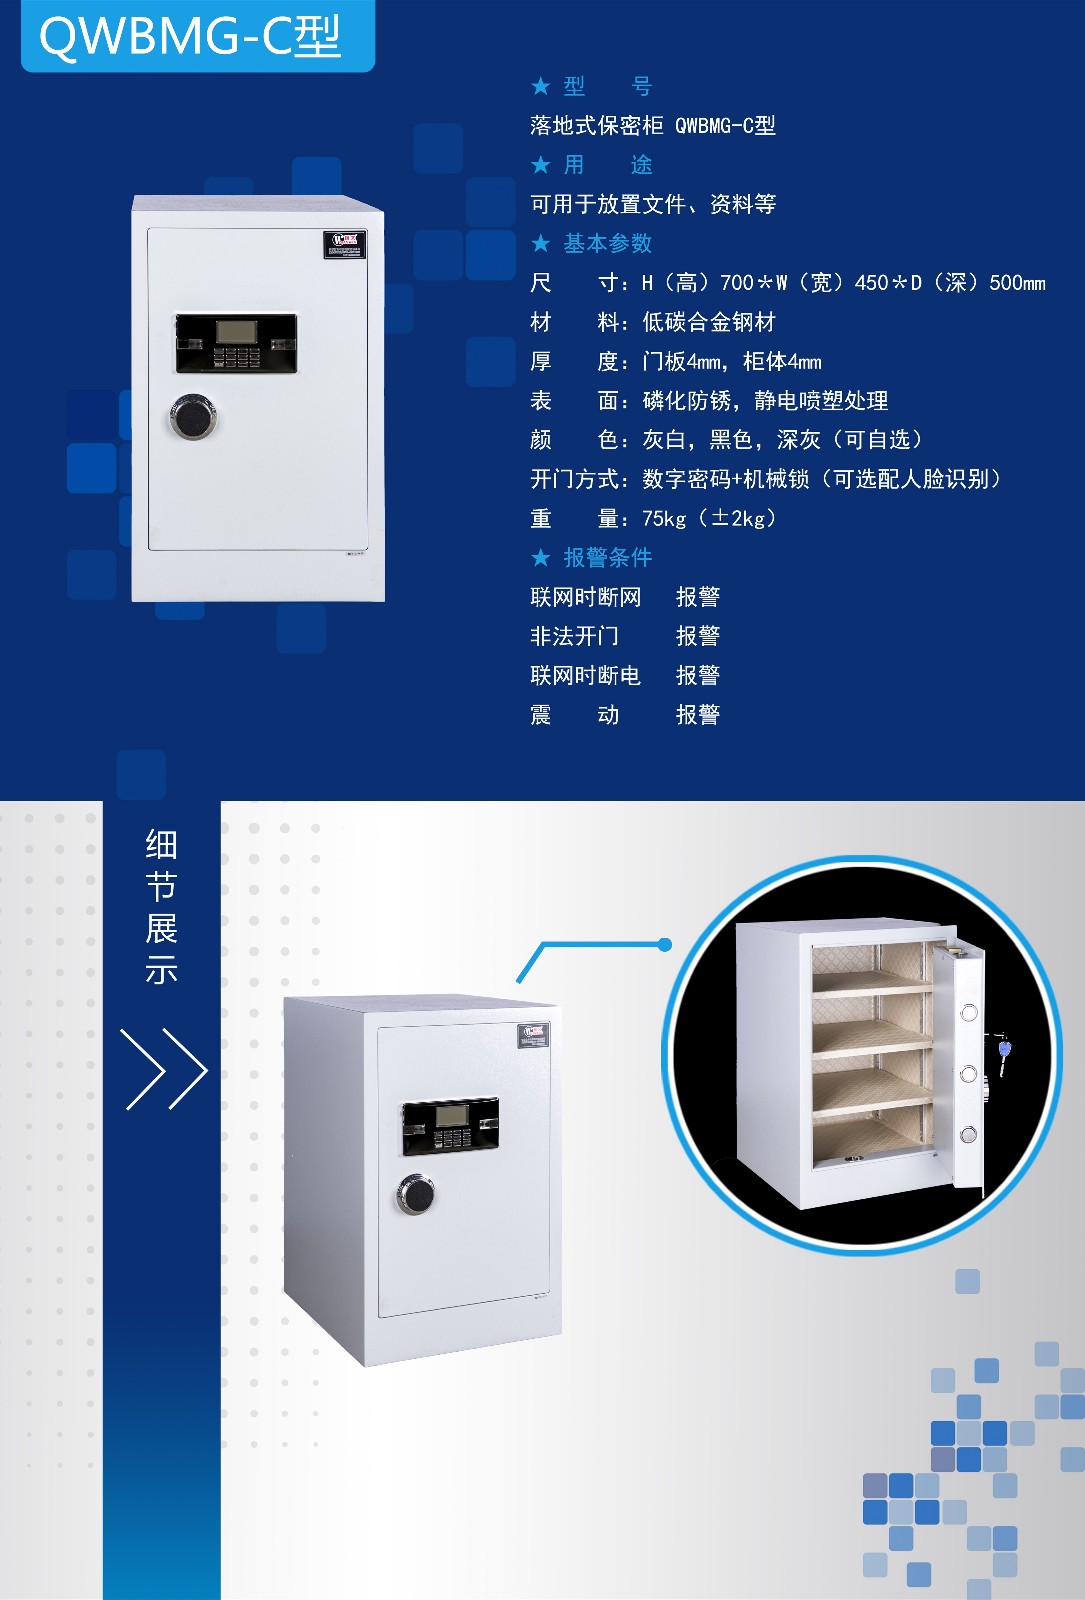 QWBMG-C型
★ 型 号
落地式保密柜 QWBMG-C型
★ 用 途
可用于放置文件、资料等
★ 基本参数
尺 寸：H（高）700*W（宽）450*D（深）500mm
材 料：低碳合金钢材
厚 度：门板4mm，柜体4mm
表 面：磷化防锈，静电喷塑处理
颜 色：灰白，黑色，深灰（可自选）
开门方式：数字密码+机械锁（可选配人脸识别）
重 量：75kg（±2kg）
★ 报警条件
联网时断网 报警
非法开门 报警
联网时断电 报警
震 动 报警
细节展示